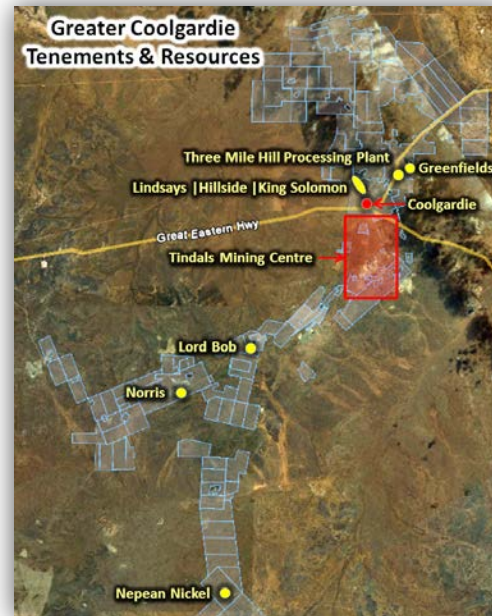 Greater Coolgardie
Tenements & Resources
Three Mile Hill Processing Plant
Greenfields
Lindsays |Hillside |King Solomon
Coolgardie
Great Eastern Hwy
Tindals Mining Centre
Lord Bob
Norris
Nepean Nickel